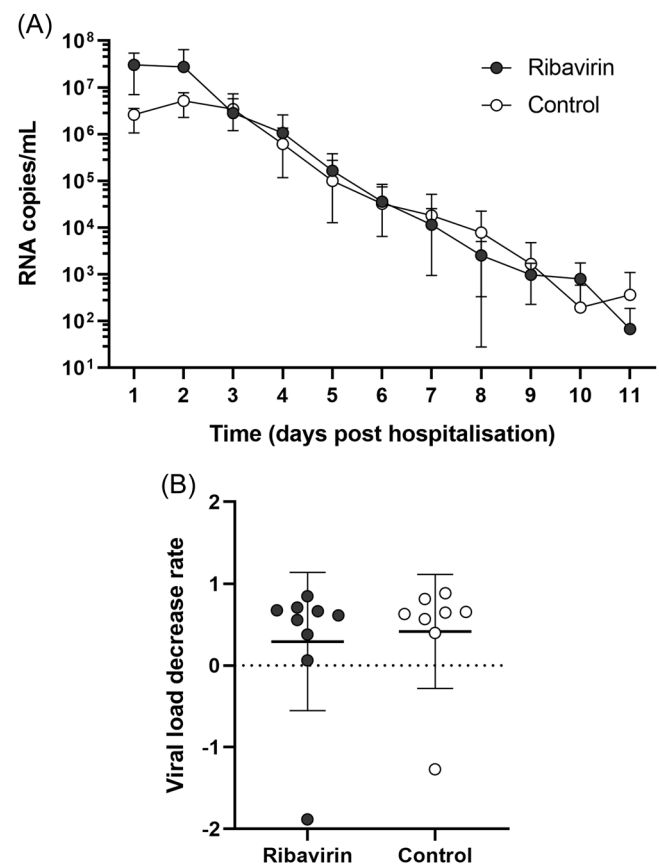 (A)
10⁸
10⁷
10⁶
10⁵
10⁴
10³
10²
10¹
RNA copies/mL
Ribavirin
Control
1 2 3 4 5 6 7 8 9 10 11
Time (days post hospitalisation)
(B)
2
1
0
-1
-2
Viral load decrease rate
Ribavirin Control